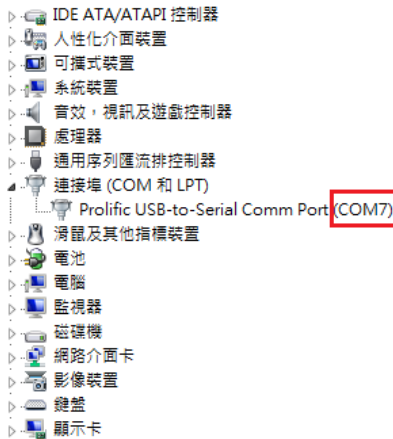 IDE ATA/ATAPI 控制器
人性化介面裝置
可攜式裝置
系統裝置
音效，視訊及遊戲控制器
處理器
通用序列匯流排控制器
連接埠 (COM 和 LPT)
Prolific USB-to-Serial Comm Port (COM7)
滑鼠及其他指標裝置
電池
電腦
監視器
磁碟機
網路介面卡
影像裝置
鍵盤
顯示卡